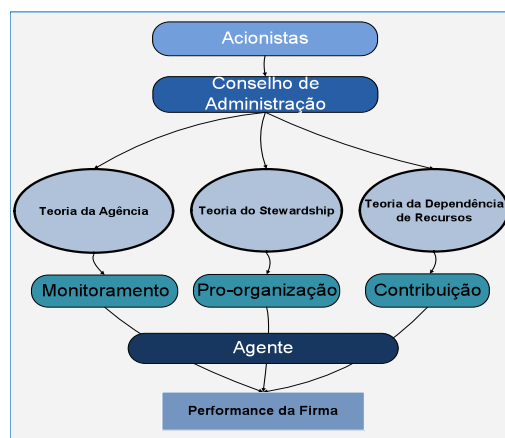 Acionistas
Conselho de
Administração
Teoria da Agência
Teoria do Stewardship
Teoria da Dependência
de Recursos
Monitoramento
Pro-organização
Contribuição
Agente
Performance da Firma